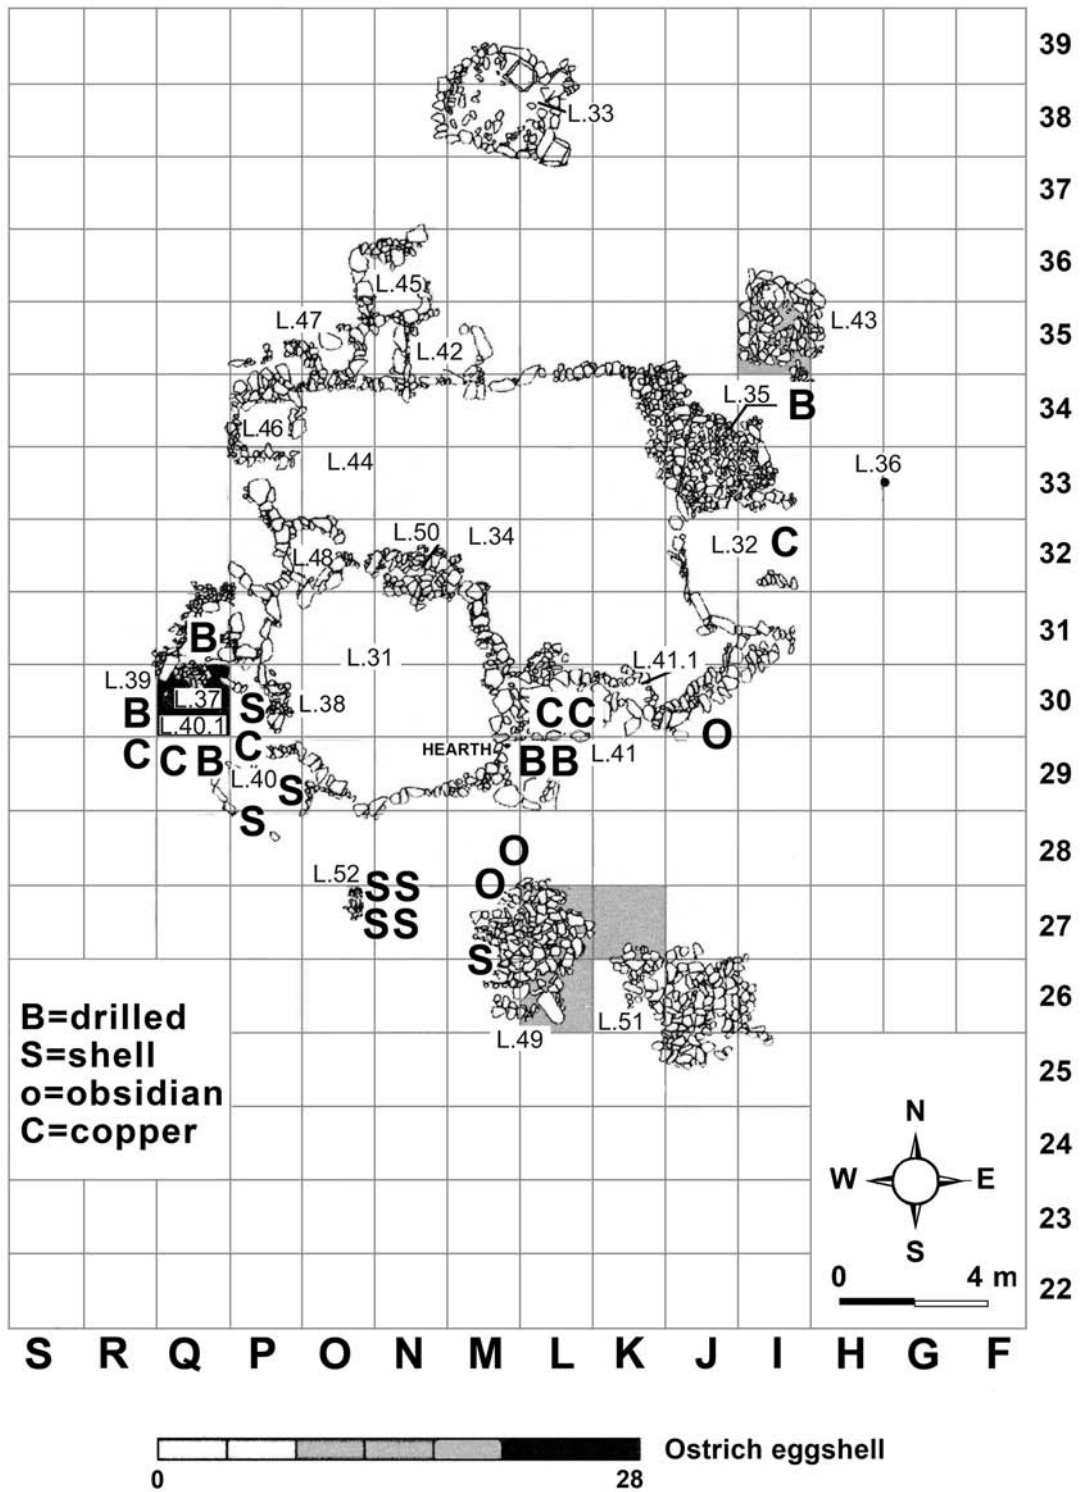 39
L.33
38
37
36
L.45
L.47
L.43
35
L.42
L.35
B
34
L.46
L.44
L.36
33
L.50
L.34
L.32
C
32
L.48
B
31
L.31
L.41.1
L.39
L.37
S
L.38
CC
30
B
L.40.1
O
C
C
B
C
HEARTH
BB
L.41
29
L.40
S
S
O
28
L.52
SS
O
SS
27
S
26
B=drilled
L.51
S=shell
L.49
o=obsidian
25
C=copper
N
24
W
E
23
S
0
4 m
22
S R Q P O N M L K J I H G F
Ostrich eggshell
0
28